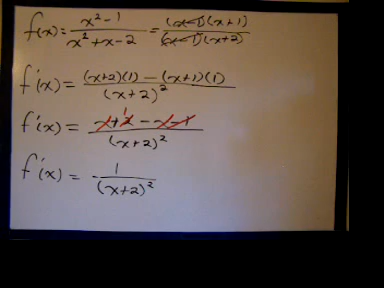 f(x) = x² - 1 / x² + x - 2 = (x-1)(x+1) / (x-1)(x+2)
f'(x) = (x+2)(1) - (x+1)(1) / (x+2)²
f'(x) = x + 2 - x - 1 / (x+2)²
f'(x) = 1 / (x+2)²